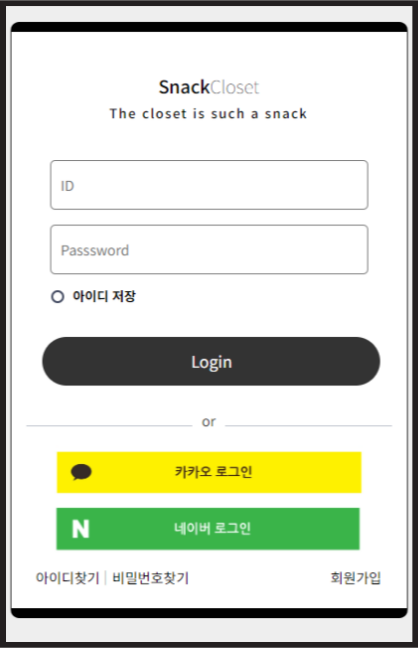 SnackCloset
The closet is such a snack
ID
Passsword
아이디 저장
Login
or
카카오 로그인
N 네이버 로그인
아이디찾기 | 비밀번호찾기 회원가입